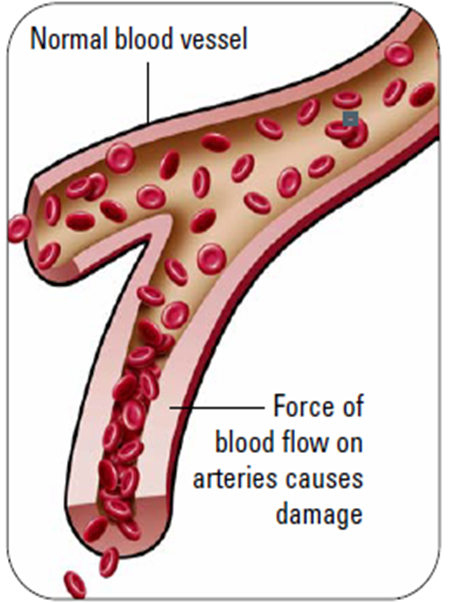 Normal blood vessel
Force of
blood flow on
arteries causes
damage